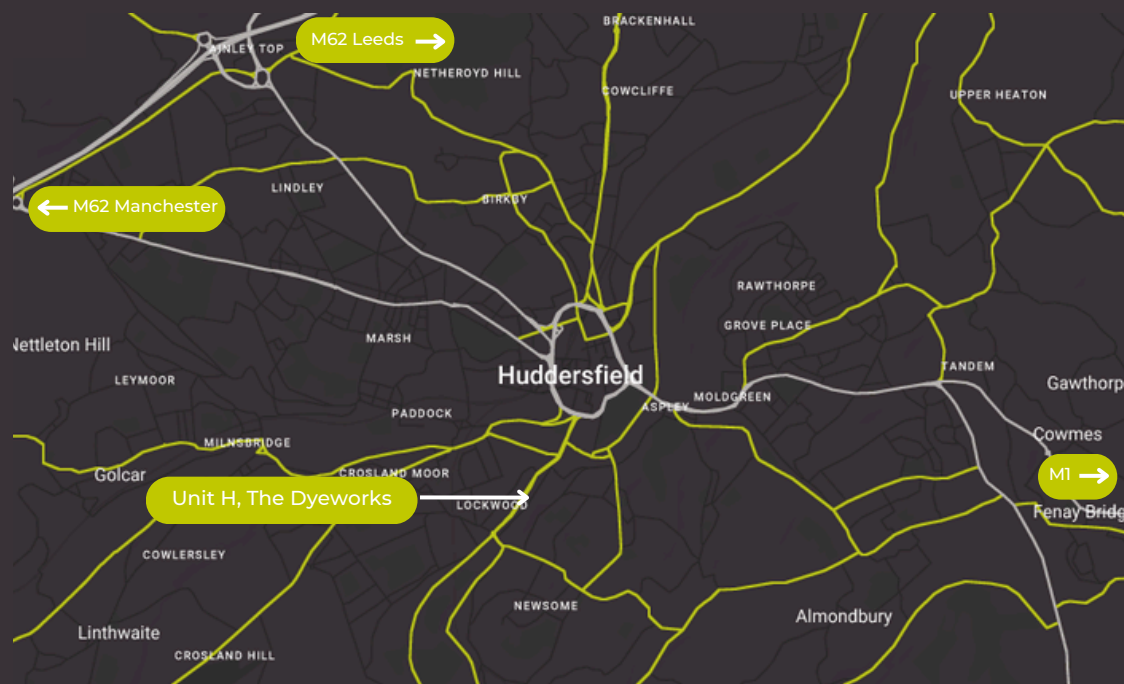 BRACKENHALL
M62 Leeds
AINLEY TOP
NETHEROYD HILL
COWCLIFFE
UPPER HEATON
LINDLEY
BIRKBY
M62 Manchester
RAWTHORPE
GROVE PLACE
MARSH
Nettleton Hill
TANDEM
Huddersfield
LEYMOOR
Gawthorp
MOLDGREEN
ASPLEY
PADDOCK
Cowmes
MILNSBRIDGE
Golcar
CROSLAND MOOR
M1
Unit H, The Dyeworks
LOCKWOOD
Fenay Bridg
COWLERSLEY
NEWSOME
Almondbury
Linthwaite
CROSLAND HILL